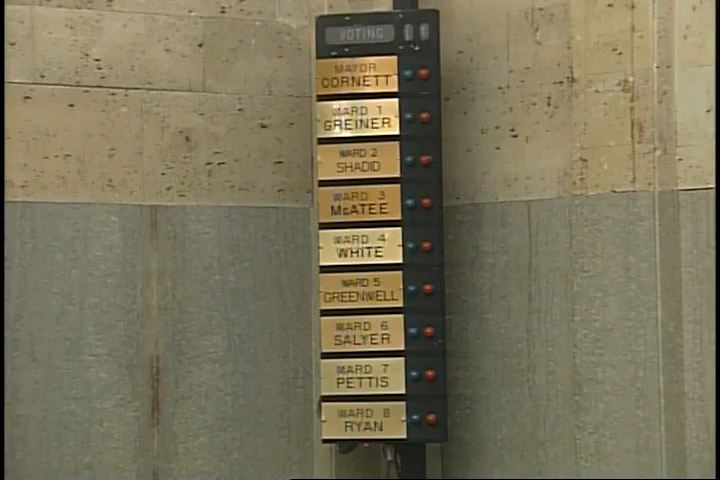 VOTING
MAYOR
CORNETT
WARD 1
GREINER
WARD 2
SHADID
WARD 3
McATEE
WARD 4
WHITE
WARD 5
GREENWELL
WARD 6
SALYER
WARD 7
PETTIS
WARD 8
RYAN